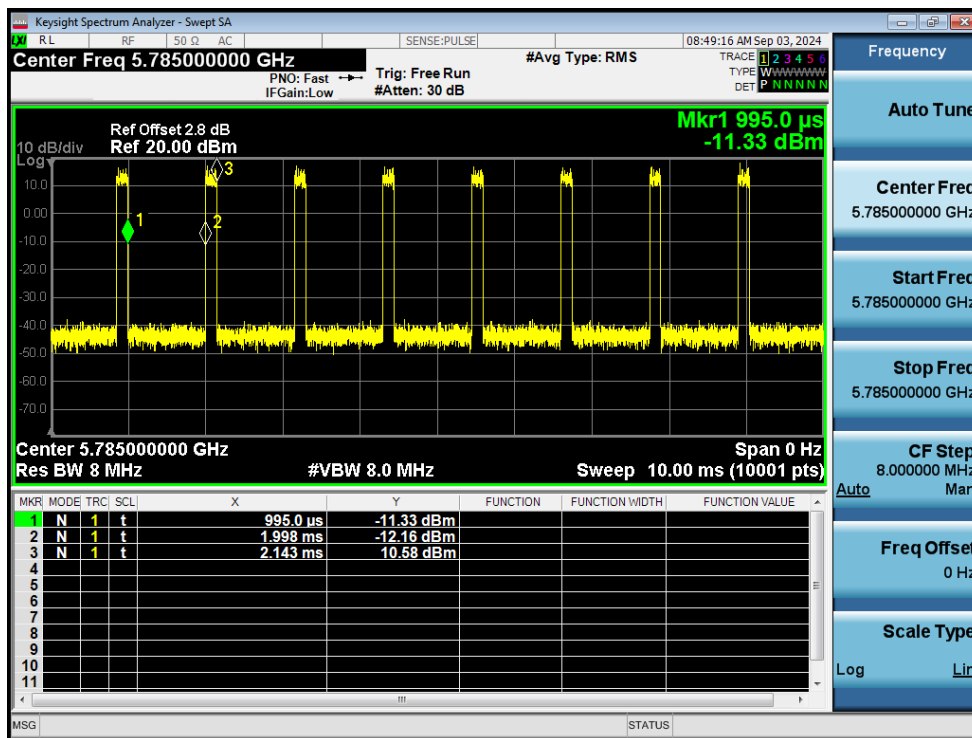 Keysight Spectrum Analyzer - Swept SA
LXI RL RF 50 Ω AC SENSE:PULSE 08:49:16 AM Sep 03, 2024
Center Freq 5.785000000 GHz #Avg Type: RMS TRACE 1 2 3 4 5 6
PNO: Fast Trig: Free Run TYPE WWWWWW
IFGain:Low #Atten: 30 dB DET P N N N N N
Mkr1 995.0 µs
-11.33 dBm
Ref Offset 2.8 dB
10 dB/div Ref 20.00 dBm
Log
10.0
0.00
-10.0
-20.0
-30.0
-40.0
-50.0
-60.0
-70.0
1
2
3
Center 5.785000000 GHz Span 0 Hz
Res BW 8 MHz #VBW 8.0 MHz Sweep 10.00 ms (10001 pts)
MKR MODE TRC SCL X Y FUNCTION FUNCTION WIDTH FUNCTION VALUE
1 N 1 t 995.0 µs -11.33 dBm
2 N 1 t 1.998 ms -12.16 dBm
3 N 1 t 2.143 ms 10.58 dBm
4
5
6
7
8
9
10
11
MSG STATUS
Frequency
Auto Tune
Center Freq
5.785000000 GHz
Start Freq
5.785000000 GHz
Stop Freq
5.785000000 GHz
CF Step
8.000000 MHz
Auto Man
Freq Offset
0 Hz
Scale Type
Log Lin